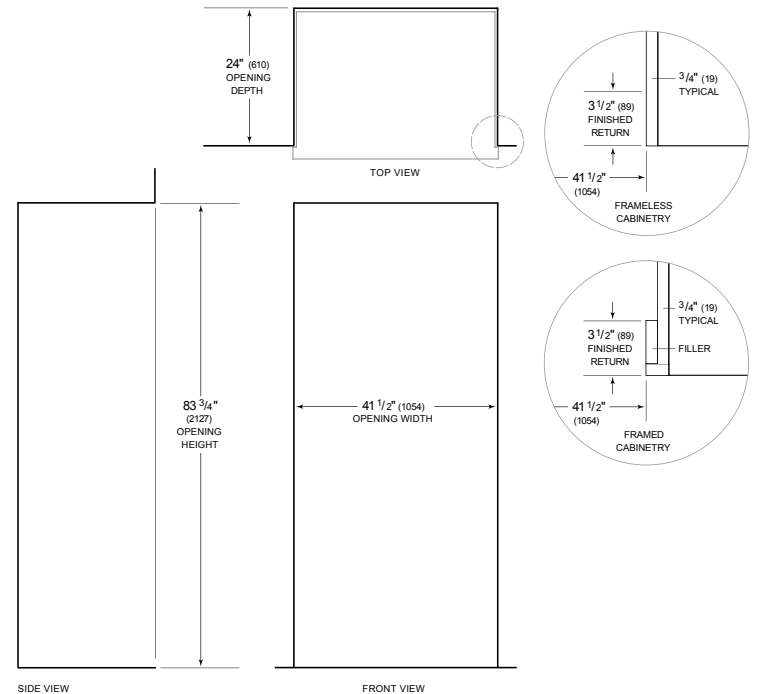 24" (610)
OPENING
DEPTH
TOP VIEW
3/4" (19)
TYPICAL
3 1/2" (89)
FINISHED
RETURN
41 1/2"
(1054)
FRAMELESS
CABINETRY
3/4" (19)
TYPICAL
3 1/2" (89)
FINISHED
RETURN
FILLER
41 1/2"
(1054)
FRAMED
CABINETRY
83 3/4"
(2127)
OPENING
HEIGHT
41 1/2" (1054)
OPENING WIDTH
SIDE VIEW
FRONT VIEW